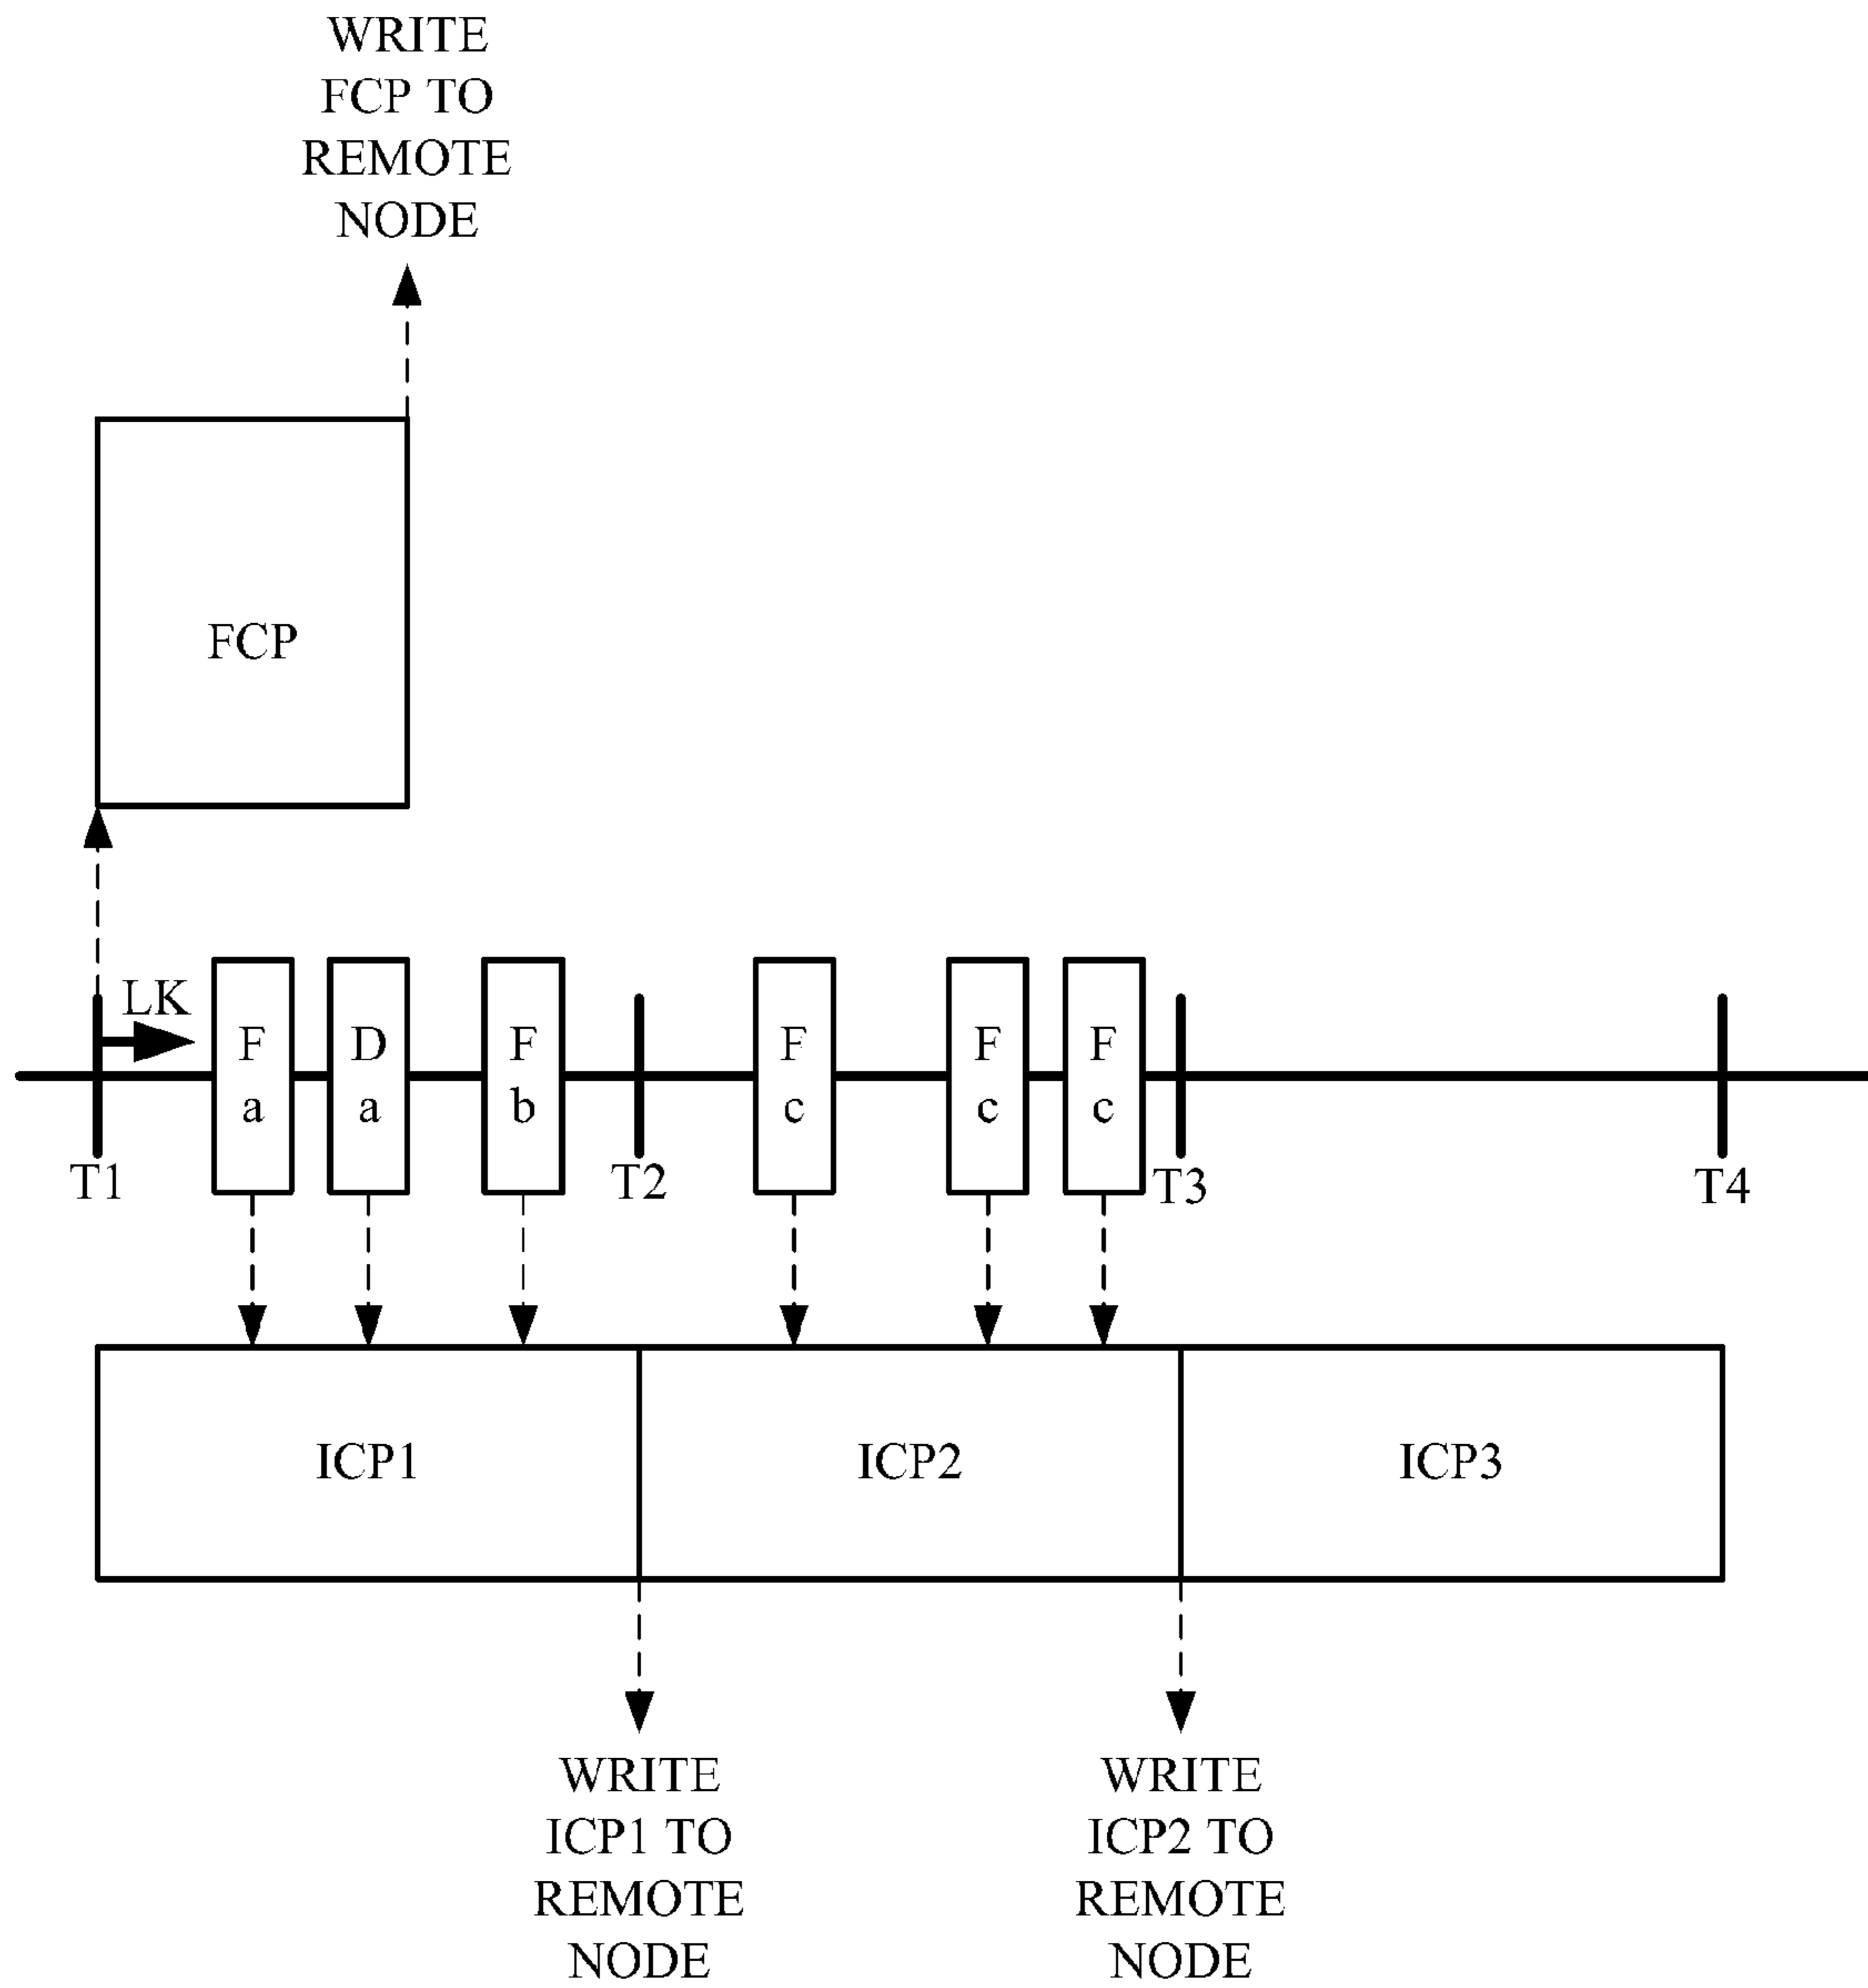 WRITE
FCP TO
REMOTE
NODE
FCP
LK
F
a
D
a
F
b
F
c
F
c
F
c
T1
T2
T3
T4
ICP1
ICP2
ICP3
WRITE
ICP1 TO
REMOTE
NODE
WRITE
ICP2 TO
REMOTE
NODE